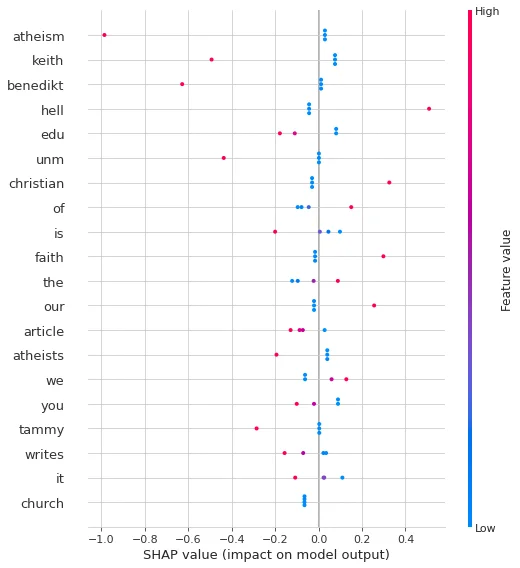 High
atheism
keith
benedikt
hell
edu
unm
christian
of
is
faith
the
our
article
atheists
we
you
tammy
writes
it
church
Low
Feature value
−1.0 −0.8 −0.6 −0.4 −0.2 0.0 0.2 0.4
SHAP value (impact on model output)